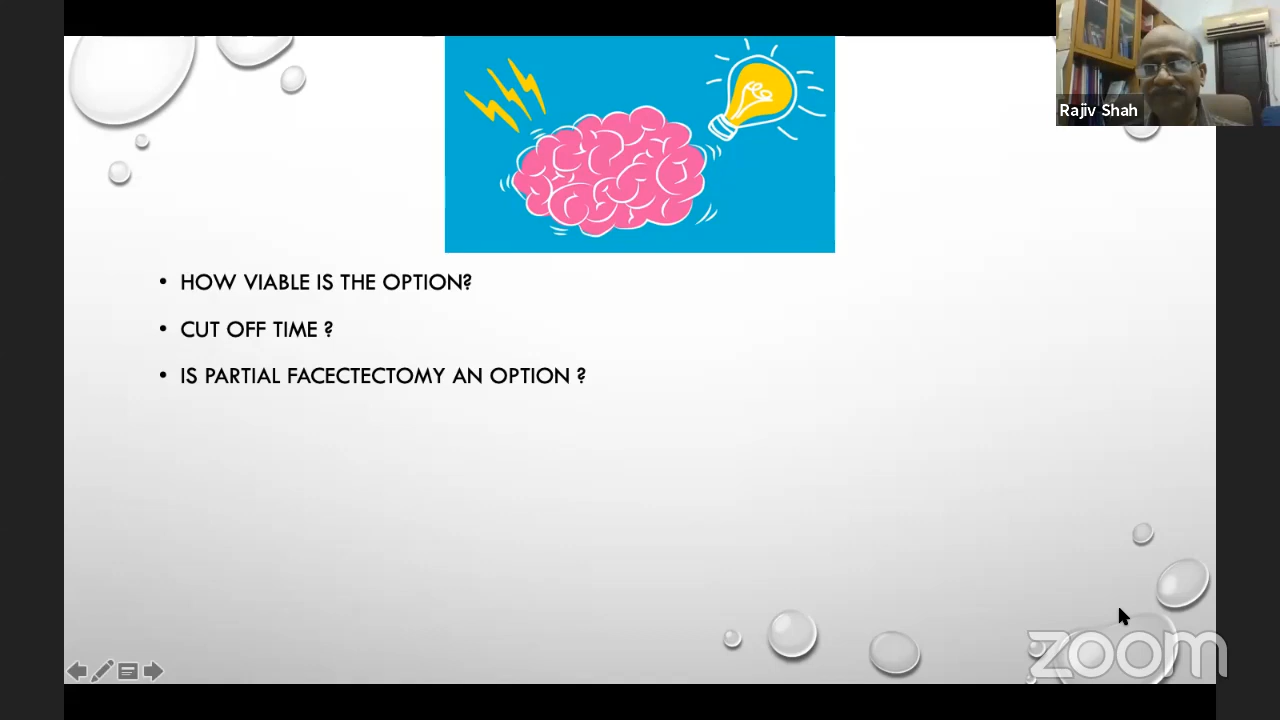 Rajiv Shah
• HOW VIABLE IS THE OPTION?
• CUT OFF TIME ?
• IS PARTIAL FACECTECTOMY AN OPTION ?
zoom